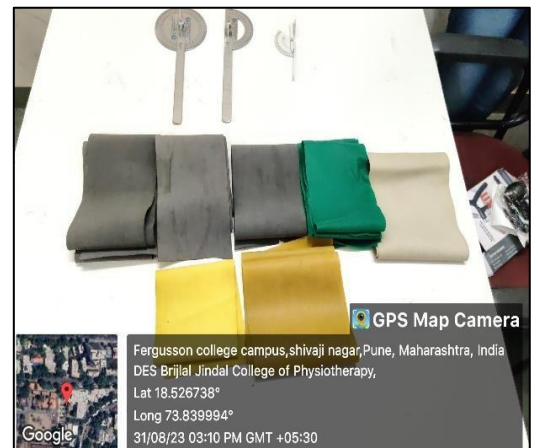 GPS Map Camera
Fergusson college campus,shivaji nagar,Pune, Maharashtra, India
DES Brijlal Jindal College of Physiotherapy,
Lat 18.526738°
Long 73.839994°
31/08/23 03:10 PM GMT +05:30
Google